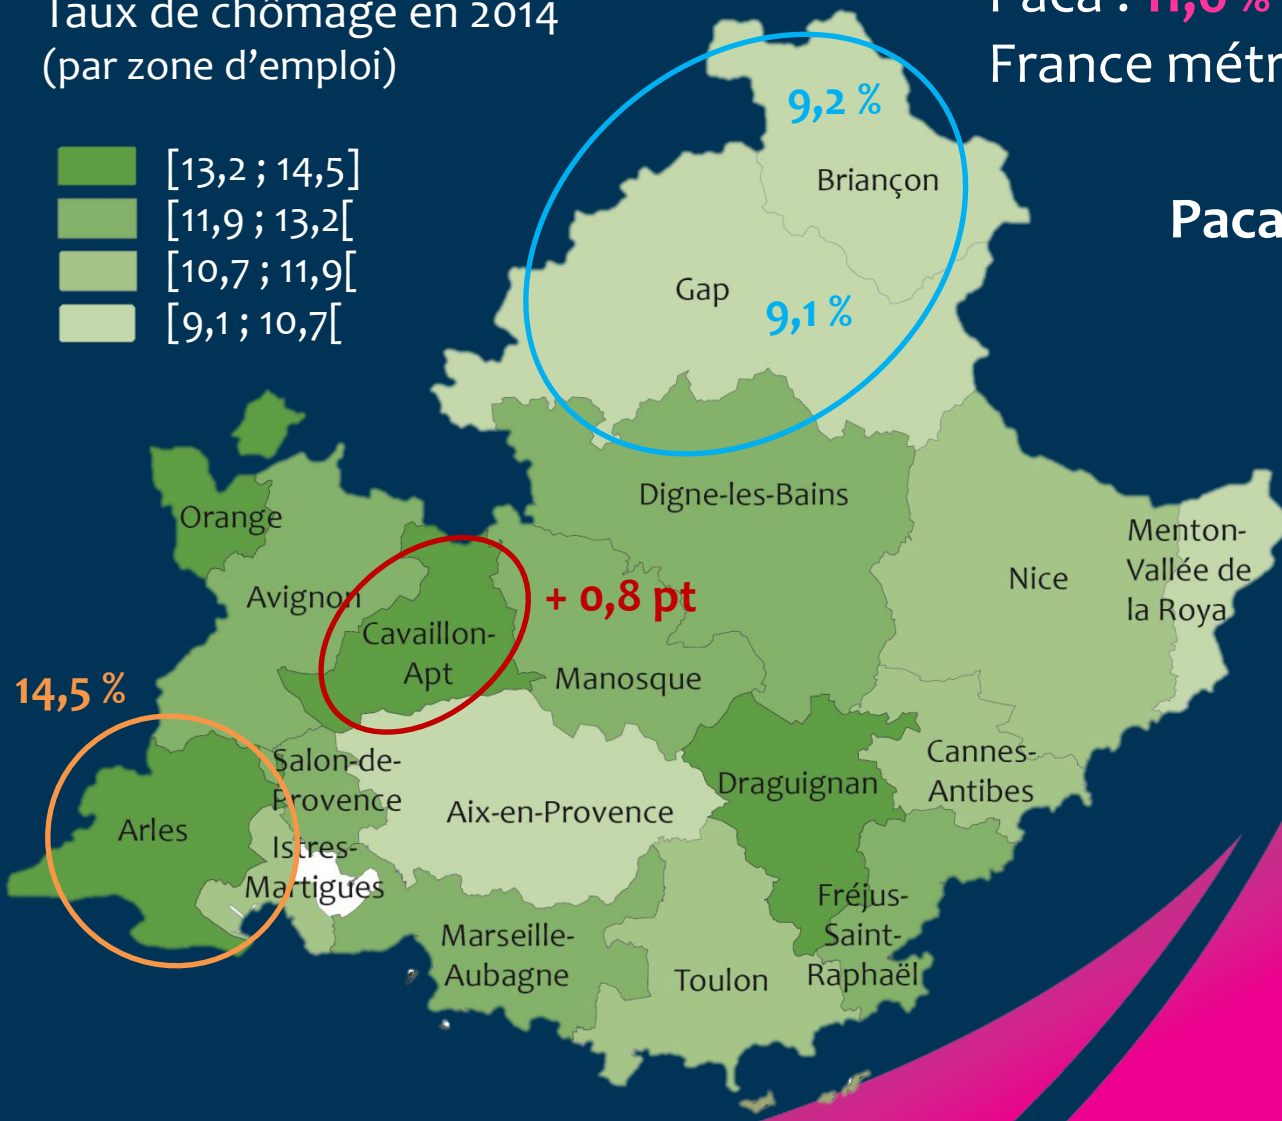 Taux de chômage en 2014
(par zone d'emploi)
Paca :
France
Paca
[13,2 ; 14,5]
[11,9 ; 13,2[
[10,7 ; 11,9[
[9,1 ; 10,7[
9,2 %
Briançon
Gap
9,1 %
Digne-les-Bains
Orange
Avignon
Cavaillon-
Apt
+ 0,8 pt
Manosque
Nice
Menton-
Vallée de
la Roya
14,5 %
Arles
Salon-de-
Provence
Istres-
Martigues
Aix-en-Provence
Draguignan
Cannes-
Antibes
Fréjus-
Saint-
Raphaël
Marseille-
Aubagne
Toulon